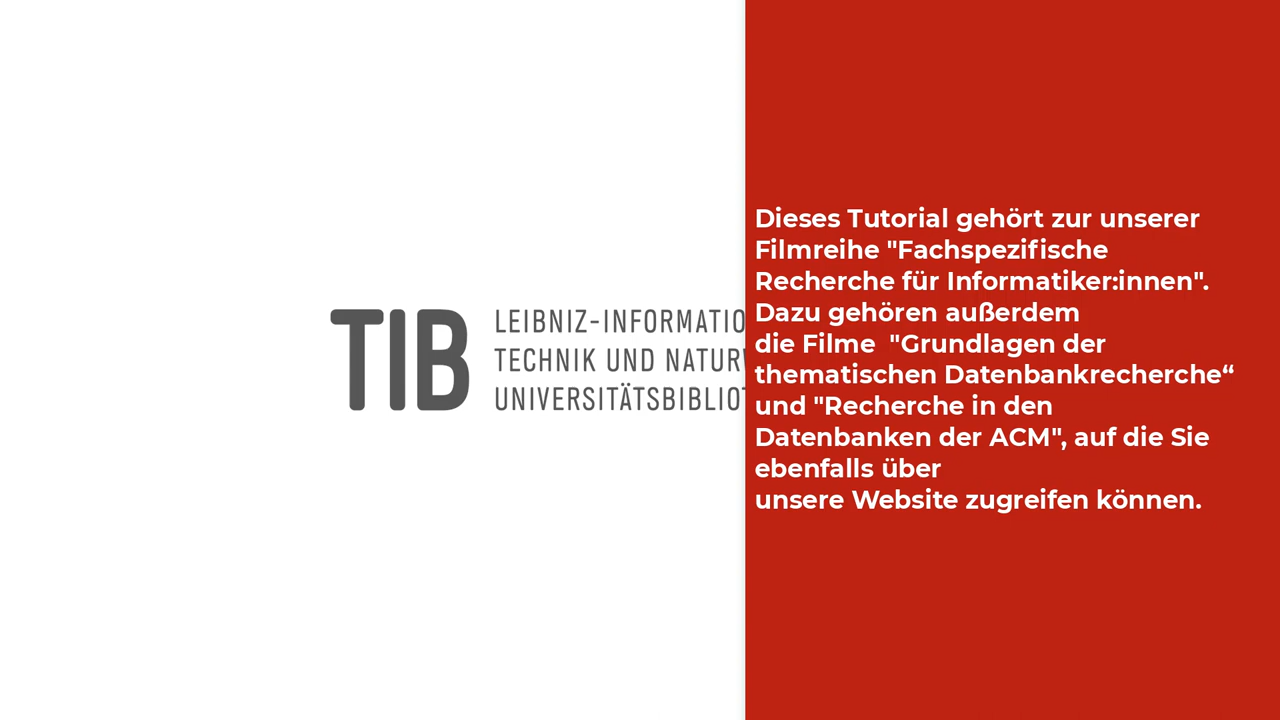 TIB
LEIBNIZ-INFORMATIO
TECHNIK UND NATUR
UNIVERSITÄTSBIBLIO
Dieses Tutorial gehört zur unserer
Filmreihe "Fachspezifische
Recherche für Informatiker:innen".
Dazu gehören außerdem
die Filme  "Grundlagen der
thematischen Datenbankrecherche“
und "Recherche in den
Datenbanken der ACM", auf die Sie
ebenfalls über
unsere Website zugreifen können.